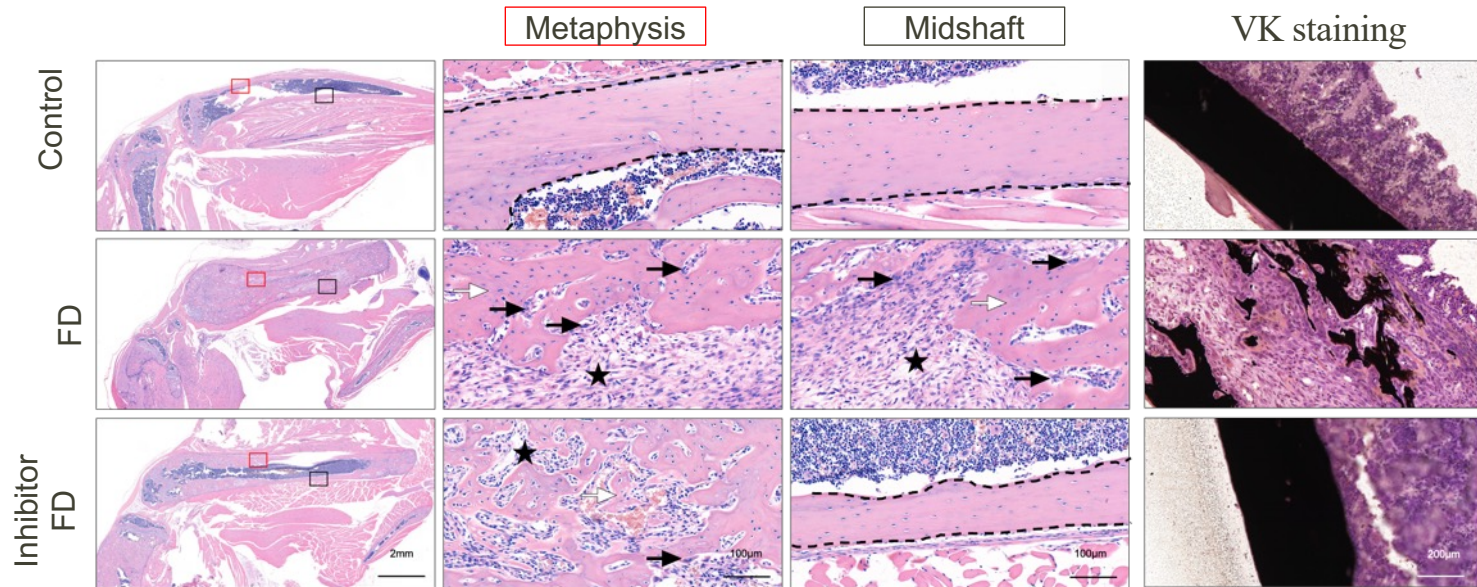 Metaphysis
Midshaft
VK staining
Control
FD
Inhibitor
FD
2mm
100μm
100μm
200μm